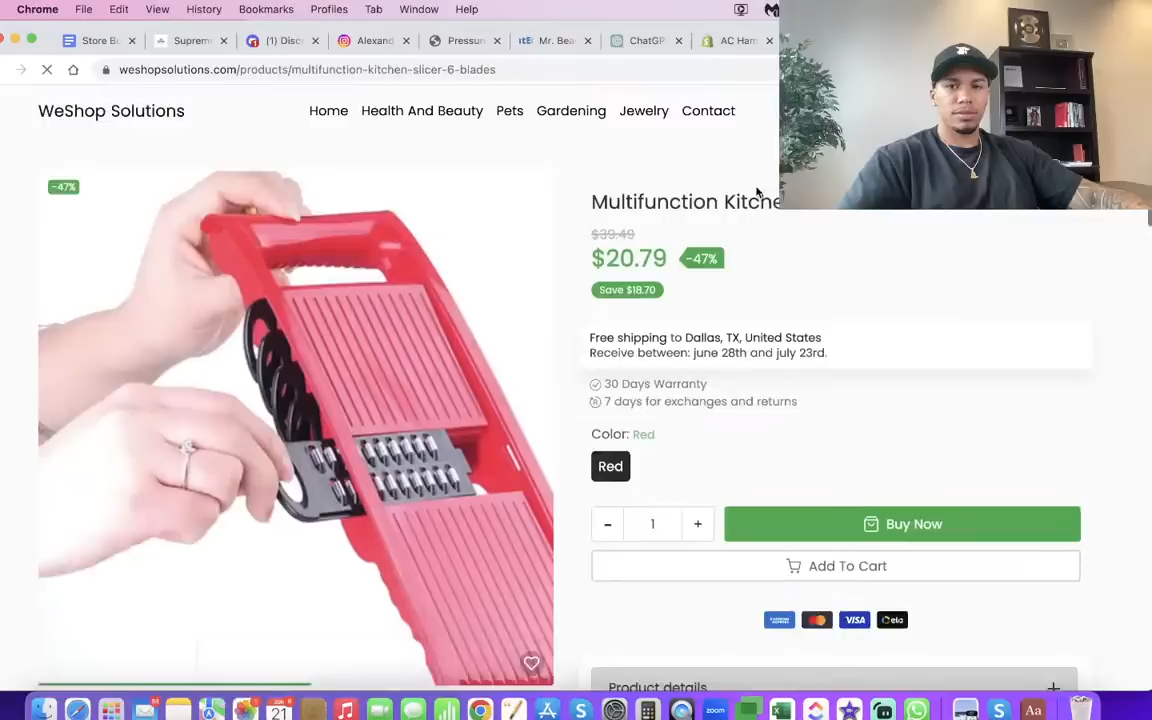 Chrome File Edit View History Bookmarks Profiles Tab Window Help
Store Bu Supreme (1) Disc Alexand Pressur Mr. Bea ChatGP AC Ham
weshopsolutions.com/products/multifunction-kitchen-slicer-6-blades
WeShop Solutions
Home Health And Beauty Pets Gardening Jewelry Contact
-47%
Multifunction Kitche
$39.49
$20.79 -47%
Save $18.70
Free shipping to Dallas, TX, United States
Receive between: june 28th and july 23rd.
30 Days Warranty
7 days for exchanges and returns
Color: Red
Red
- 1 + Buy Now
Add To Cart
VISA elo
Product details +
21 zoom Aa